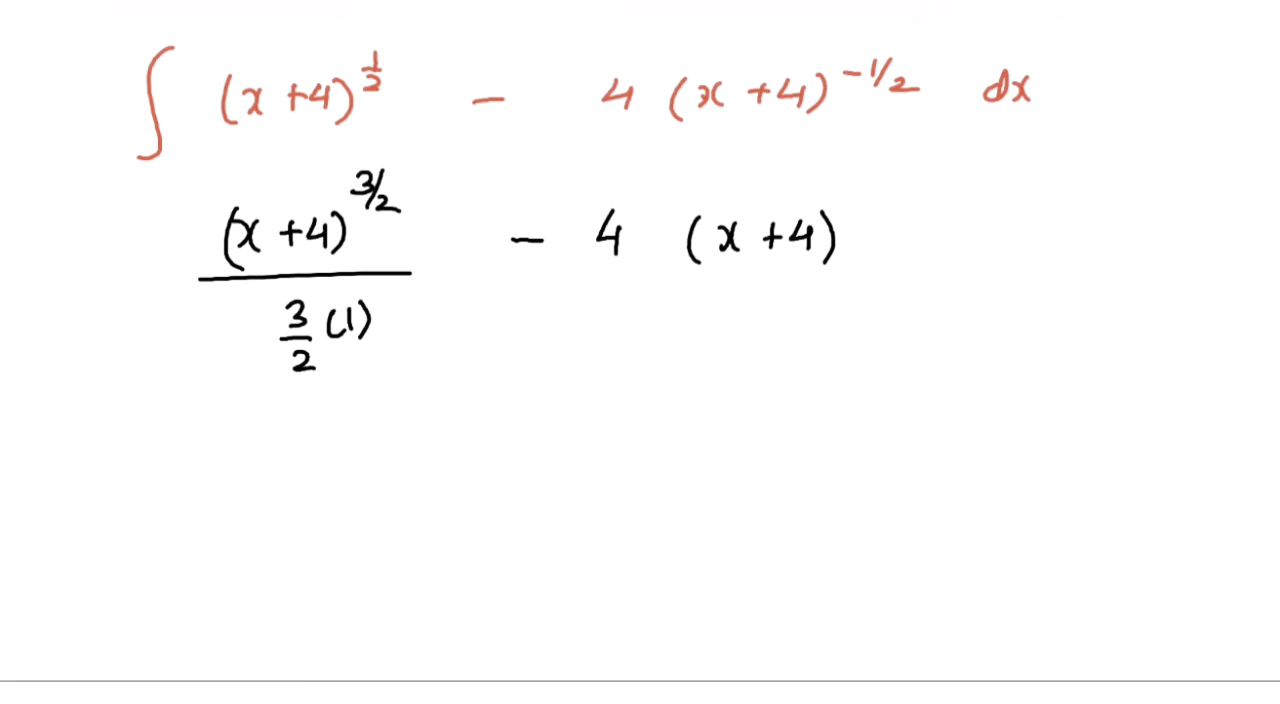 ∫ (x+4)^{1/2} - 4 (x+4)^{-1/2} dx
(x+4)^{3/2} - 4 (x+4)
3/2 (1)